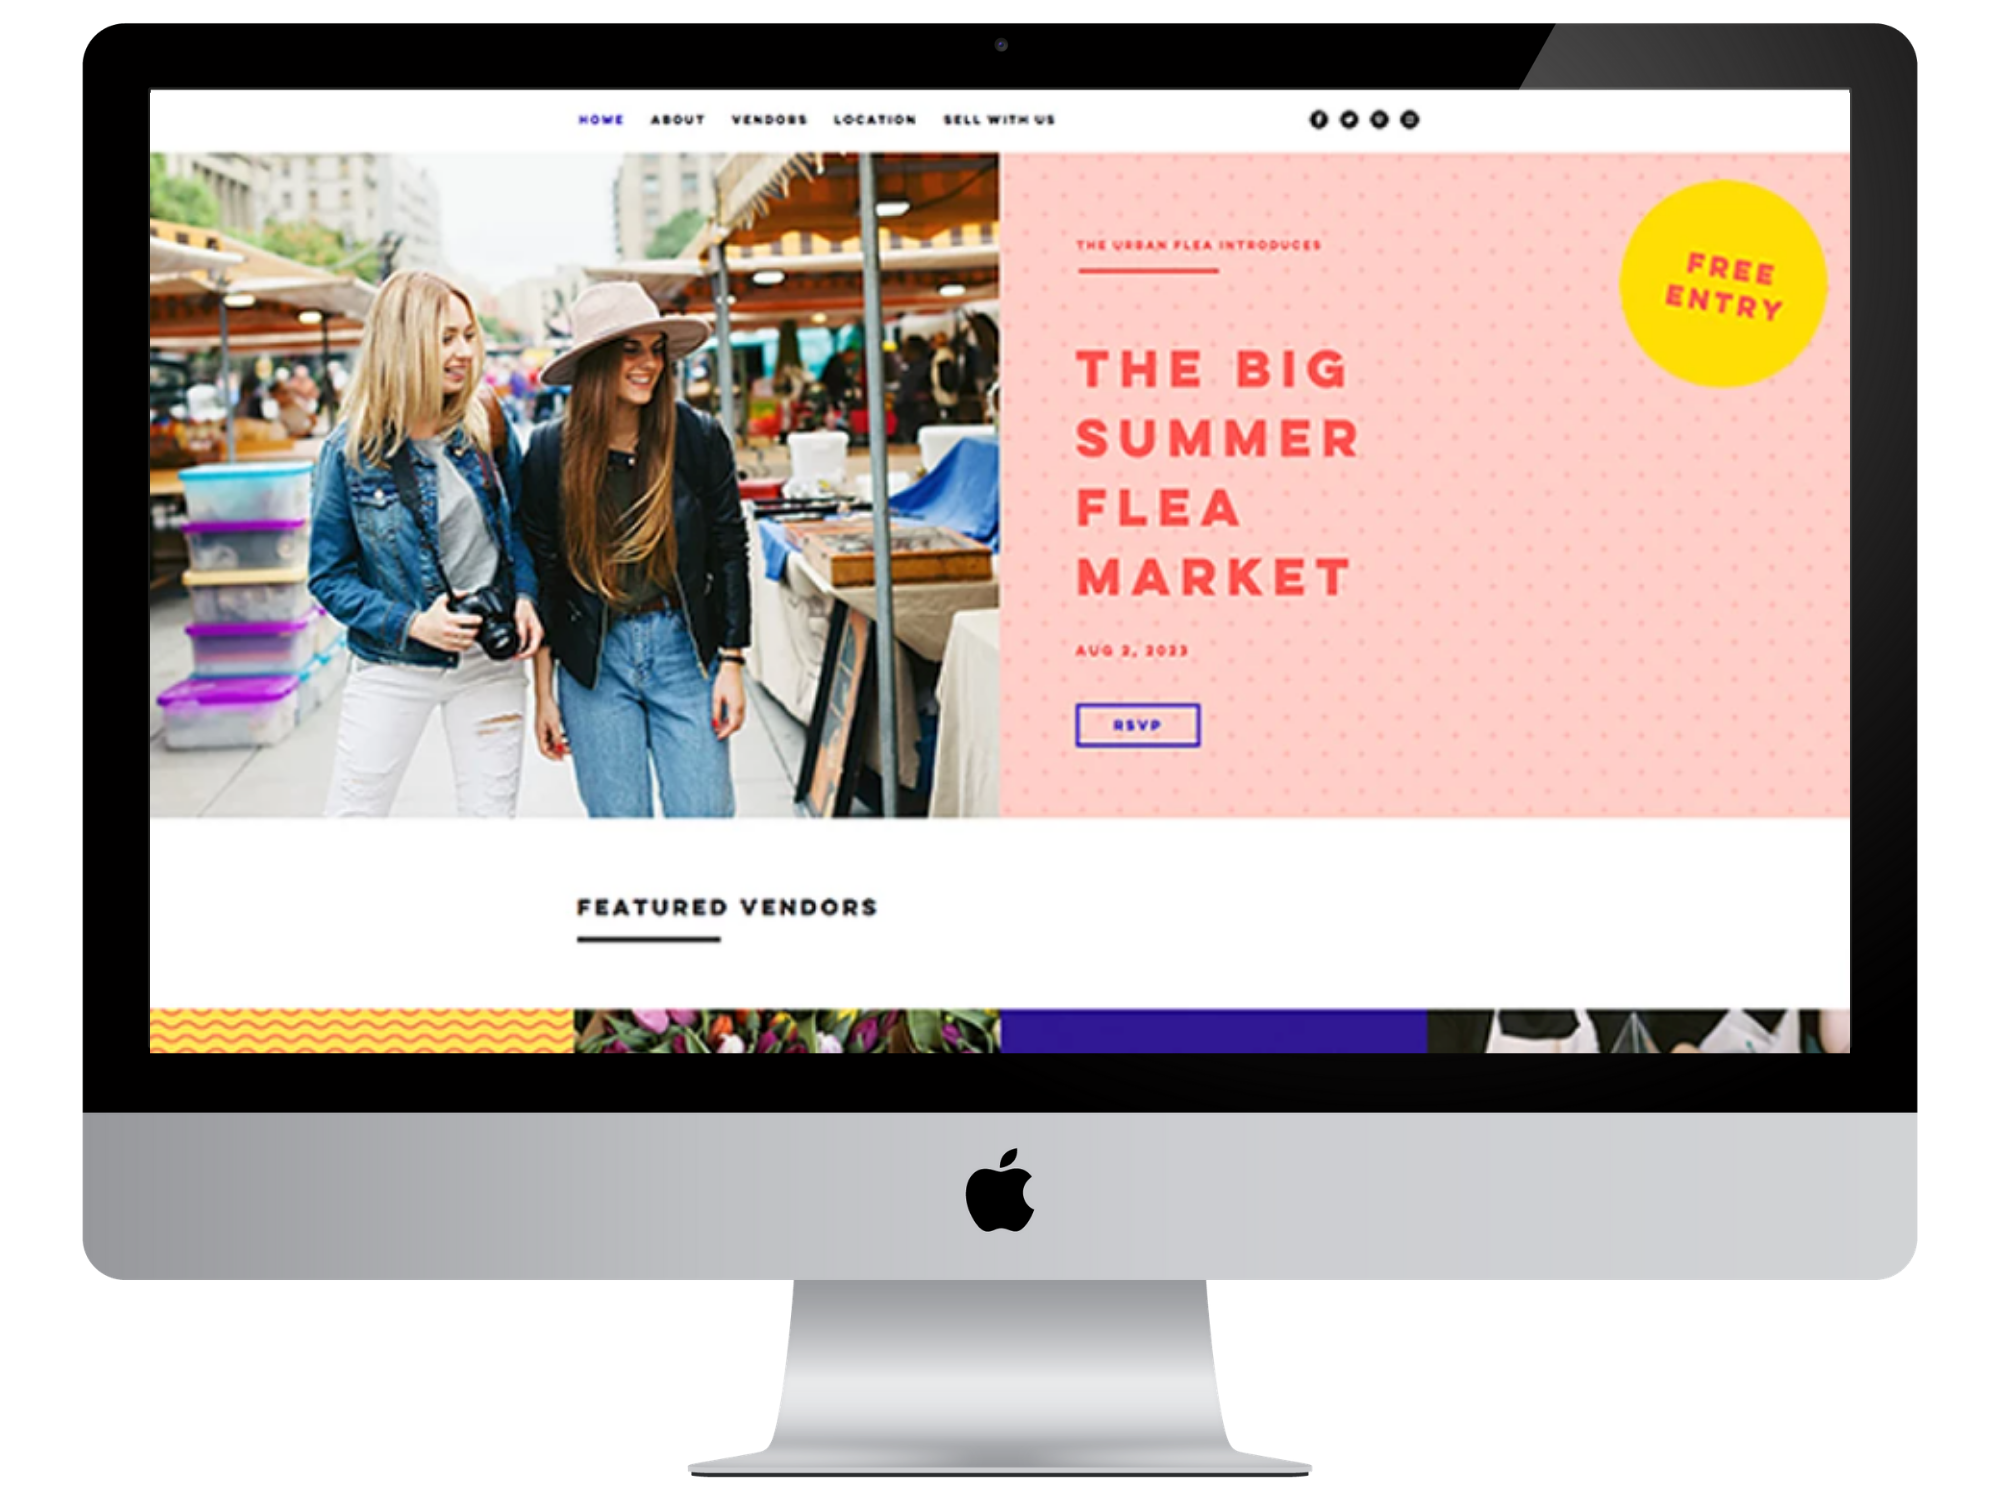 HOME ABOUT VENDORS LOCATION SELL WITH US
THE URBAN FLEA INTRODUCES
FREE
ENTRY
THE BIG
SUMMER
FLEA
MARKET
AUG 2, 2023
RSVP
FEATURED VENDORS